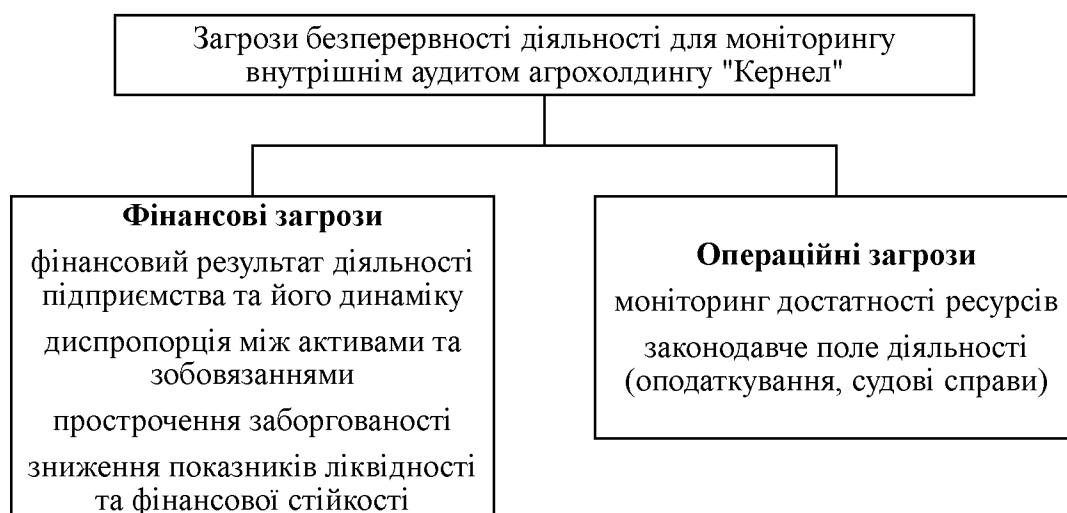 Загрози безперервності діяльності для моніторингу
внутрішнім аудитом агрохолдингу "Кернел"
Фінансові загрози
фінансовий результат діяльності
підприємства та його динаміку
диспропорція між активами та
зобовязаннями
прострочення заборгованості
зниження показників ліквідності
та фінансової стійкості
Операційні загрози
моніторинг достатності ресурсів
законодавче поле діяльності
(оподаткування, судові справи)